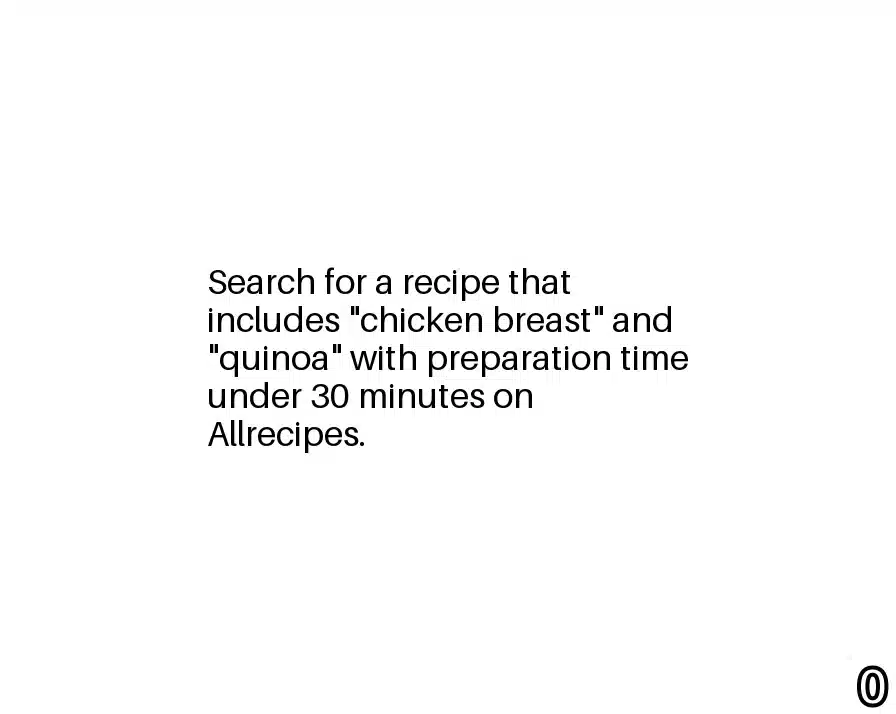 Search for a recipe that
includes "chicken breast" and
"quinoa" with preparation time
under 30 minutes on
Allrecipes.
0